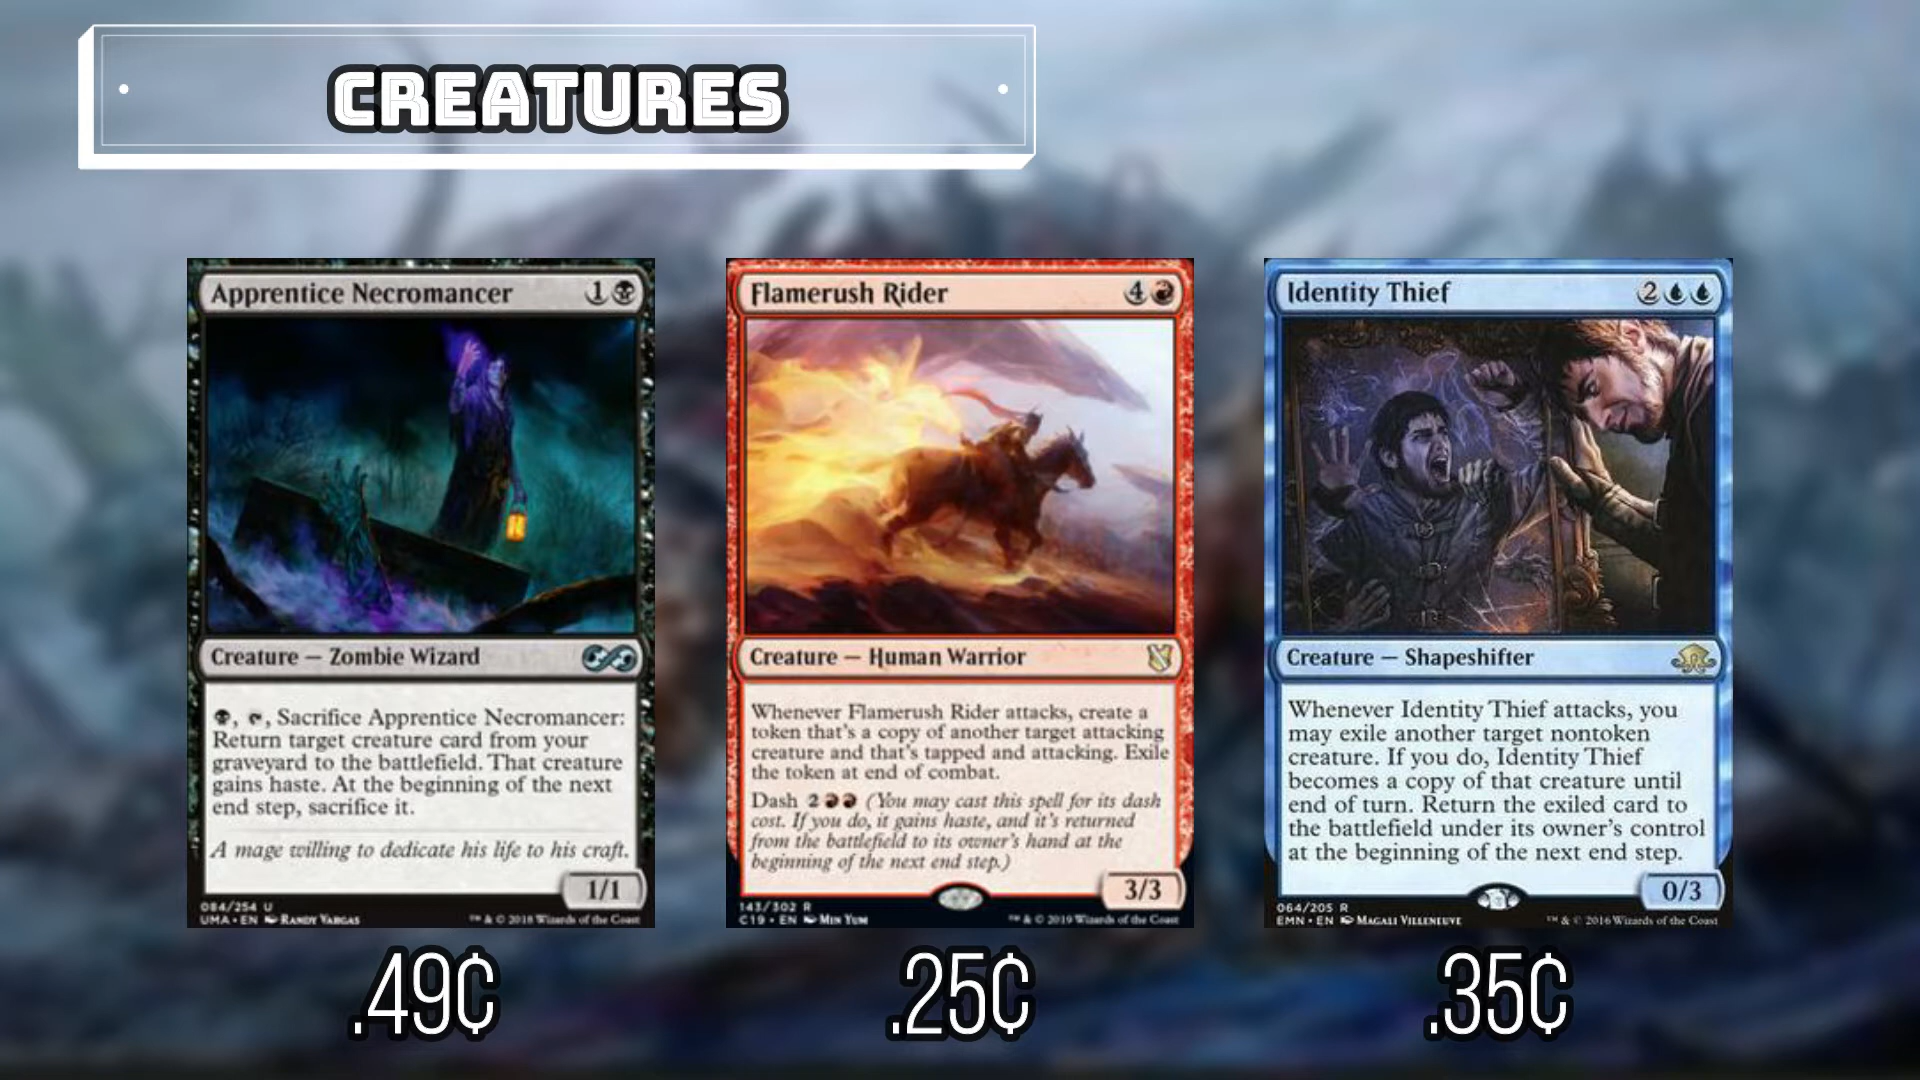 CREATURES
Apprentice Necromancer 1
Creature — Zombie Wizard
, , Sacrifice Apprentice Necromancer:
Return target creature card from your
graveyard to the battlefield. That creature
gains haste. At the beginning of the next
end step, sacrifice it.
A mage willing to dedicate his life to his craft.
1/1
084/254 U
UMA • EN RANDY VARGAS
™ & © 2018 Wizards of the Coast
.49¢
Flamerush Rider 4
Creature — Human Warrior
Whenever Flamerush Rider attacks, create a
token that's a copy of another target attacking
creature and that's tapped and attacking. Exile
the token at end of combat.
Dash 2 (You may cast this spell for its dash
cost. If you do, it gains haste, and it's returned
from the battlefield to its owner's hand at the
beginning of the next end step.)
3/3
143/302 R
C19 • EN MIN YUM
™ & © 2019 Wizards of the Coast
.25¢
Identity Thief 2
Creature — Shapeshifter
Whenever Identity Thief attacks, you
may exile another target nontoken
creature. If you do, Identity Thief
becomes a copy of that creature until
end of turn. Return the exiled card to
the battlefield under its owner's control
at the beginning of the next end step.
0/3
064/205 R
EMN • EN MAGALI VILLENEUVE
™ & © 2016 Wizards of the Coast
.35¢